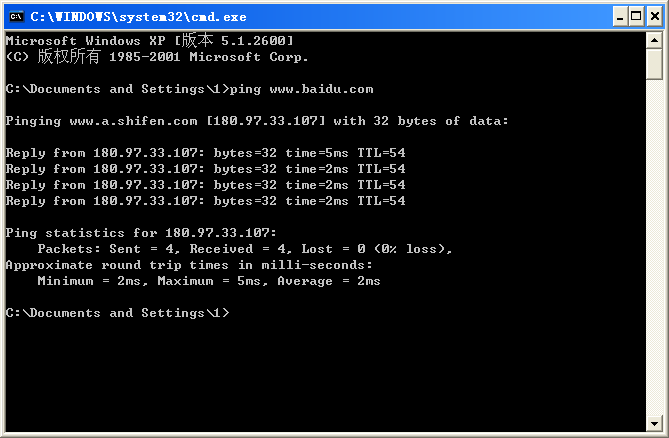 C:\WINDOWS\system32\cmd.exe
Microsoft Windows XP [版本 5.1.2600]
(C) 版权所有 1985-2001 Microsoft Corp.
C:\Documents and Settings\1>ping www.baidu.com
Pinging www.a.shifen.com [180.97.33.107] with 32 bytes of data:
Reply from 180.97.33.107: bytes=32 time=5ms TTL=54
Reply from 180.97.33.107: bytes=32 time=2ms TTL=54
Reply from 180.97.33.107: bytes=32 time=2ms TTL=54
Reply from 180.97.33.107: bytes=32 time=2ms TTL=54
Ping statistics for 180.97.33.107:
    Packets: Sent = 4, Received = 4, Lost = 0 (0% loss),
Approximate round trip times in milli-seconds:
    Minimum = 2ms, Maximum = 5ms, Average = 2ms
C:\Documents and Settings\1>